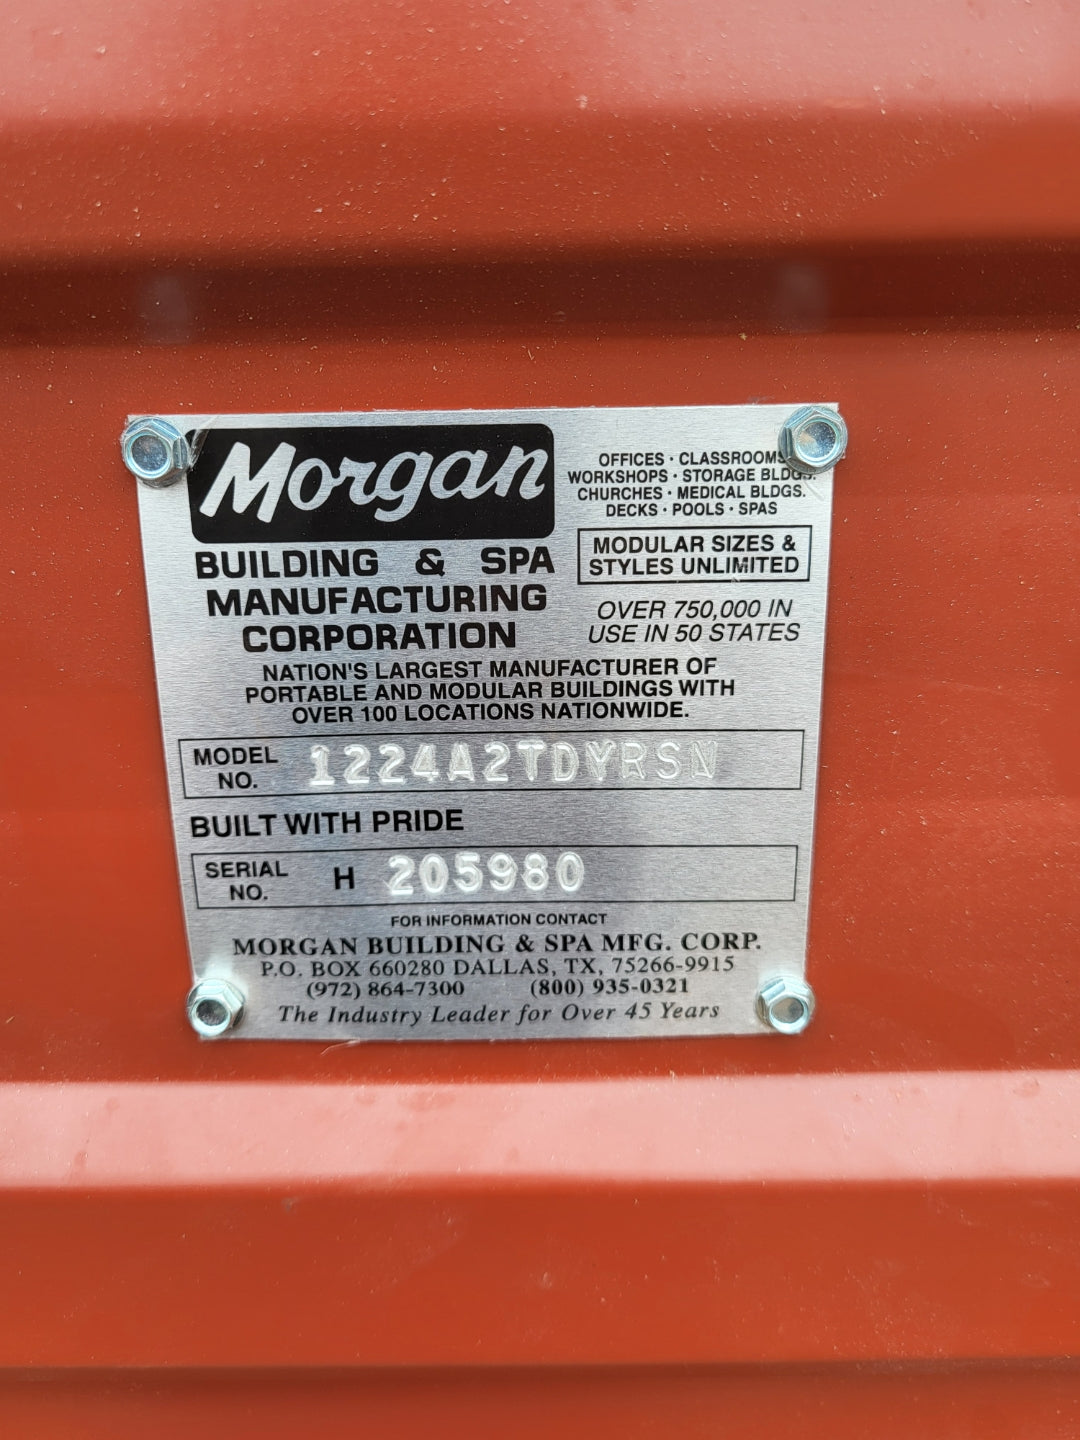 Morgan
BUILDING & SPA
MANUFACTURING
CORPORATION
OFFICES · CLASSROOMS
WORKSHOPS · STORAGE BLDGS.
CHURCHES · MEDICAL BLDGS.
DECKS · POOLS · SPAS
MODULAR SIZES &
STYLES UNLIMITED
OVER 750,000 IN
USE IN 50 STATES
NATION'S LARGEST MANUFACTURER OF
PORTABLE AND MODULAR BUILDINGS WITH
OVER 100 LOCATIONS NATIONWIDE.
MODEL NO. 1224A2TDYRSN
BUILT WITH PRIDE
SERIAL NO. H 205980
FOR INFORMATION CONTACT
MORGAN BUILDING & SPA MFG. CORP.
P.O. BOX 660280 DALLAS, TX, 75266-9915
(972) 864-7300 (800) 935-0321
The Industry Leader for Over 45 Years